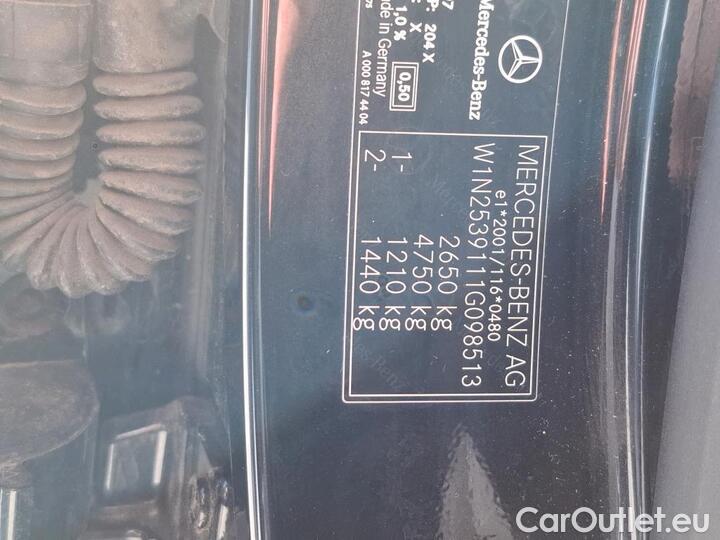 MERCEDES-BENZ AG
e1*2001/116*0480
W1N2539111G098513
2650 kg
4750 kg
1- 1210 kg
2- 1440 kg
Mercedes-Benz
P: 204 X
: X
1,0 %
0,50
de in Germany
A 000 817 44 04
CarOutlet.eu